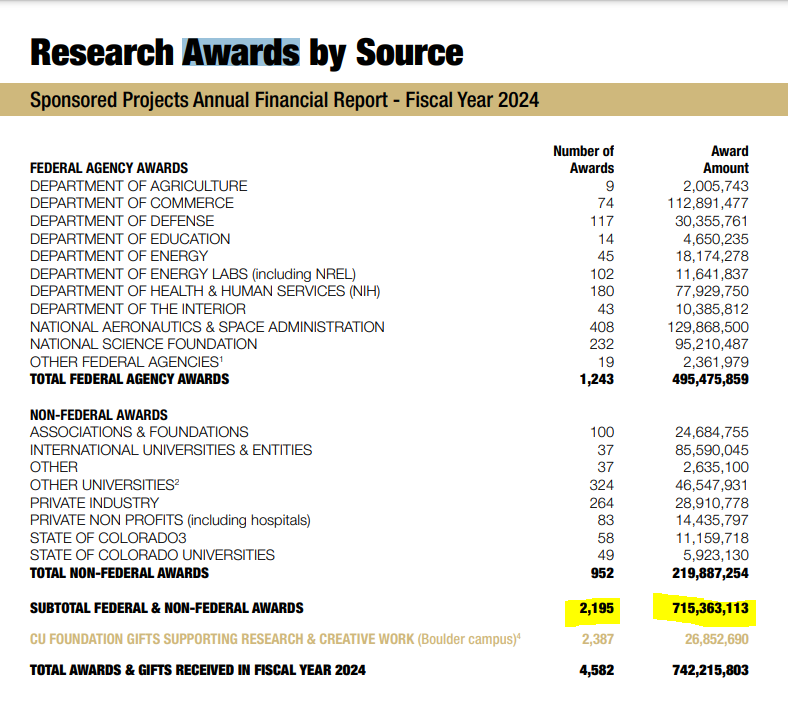 Research Awards by Source
Sponsored Projects Annual Financial Report - Fiscal Year 2024
Number of Award
FEDERAL AGENCY AWARDS Awards Amount
DEPARTMENT OF AGRICULTURE 9 2,005,743
DEPARTMENT OF COMMERCE 74 112,891,477
DEPARTMENT OF DEFENSE 117 30,355,761
DEPARTMENT OF EDUCATION 14 4,650,235
DEPARTMENT OF ENERGY 45 18,174,278
DEPARTMENT OF ENERGY LABS (including NREL) 102 11,641,837
DEPARTMENT OF HEALTH & HUMAN SERVICES (NIH) 180 77,929,750
DEPARTMENT OF THE INTERIOR 43 10,385,812
NATIONAL AERONAUTICS & SPACE ADMINISTRATION 408 129,868,500
NATIONAL SCIENCE FOUNDATION 232 95,210,487
OTHER FEDERAL AGENCIES¹ 19 2,361,979
TOTAL FEDERAL AGENCY AWARDS 1,243 495,475,859
NON-FEDERAL AWARDS
ASSOCIATIONS & FOUNDATIONS 100 24,684,755
INTERNATIONAL UNIVERSITIES & ENTITIES 37 85,590,045
OTHER 37 2,635,100
OTHER UNIVERSITIES² 324 46,547,931
PRIVATE INDUSTRY 264 28,910,778
PRIVATE NON PROFITS (including hospitals) 83 14,435,797
STATE OF COLORADO3 58 11,159,718
STATE OF COLORADO UNIVERSITIES 49 5,923,130
TOTAL NON-FEDERAL AWARDS 952 219,887,254
SUBTOTAL FEDERAL & NON-FEDERAL AWARDS 2,195 715,363,113
CU FOUNDATION GIFTS SUPPORTING RESEARCH & CREATIVE WORK (Boulder campus)⁴ 2,387 26,852,690
TOTAL AWARDS & GIFTS RECEIVED IN FISCAL YEAR 2024 4,582 742,215,803